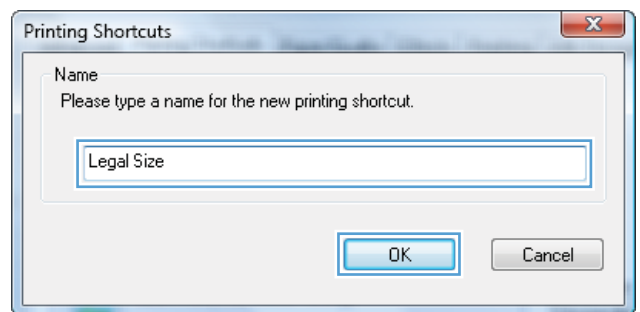 Printing Shortcuts
Name
Please type a name for the new printing shortcut.
Legal Size
OK
Cancel